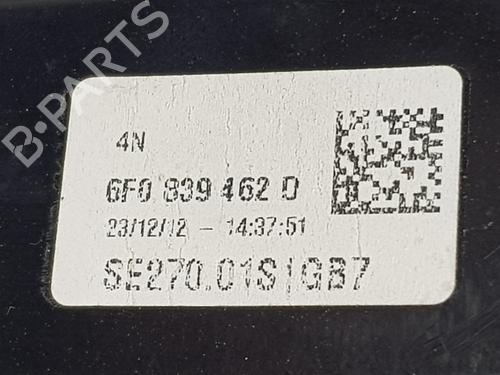 B-PARTS
4N
6F0 839 462 D
23/12/12 - 14:37:51
SE270.01S|GB7